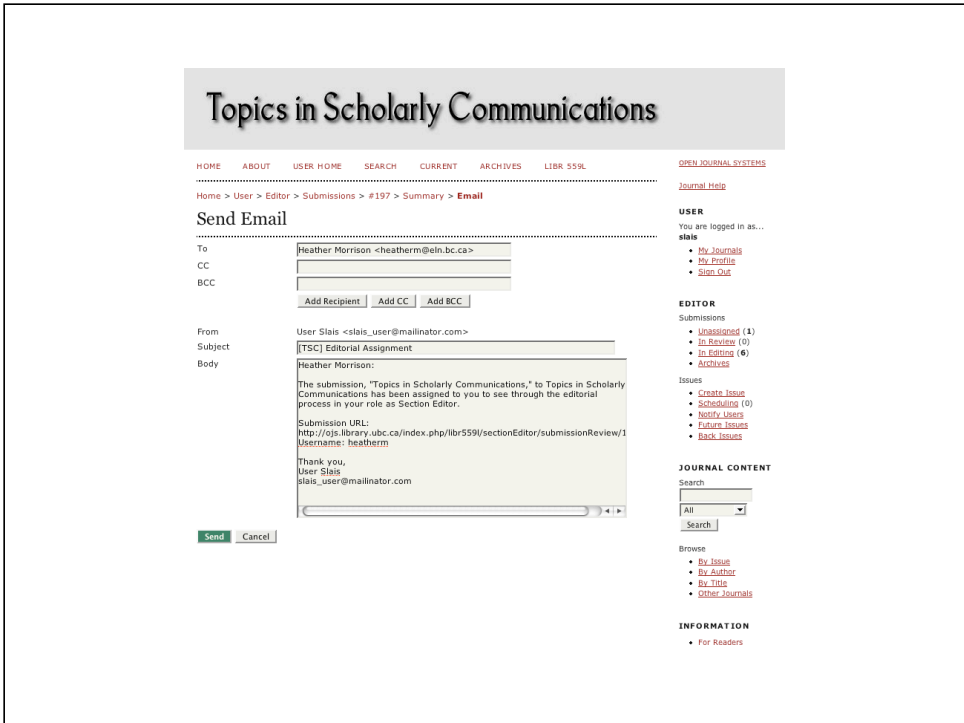 Topics in Scholarly Communications
HOME ABOUT USER HOME SEARCH CURRENT ARCHIVES LIBR 559L
Home > User > Editor > Submissions > #197 > Summary > Email
Send Email
To Heather Morrison <heatherm@eln.bc.ca>
CC
BCC
Add Recipient Add CC Add BCC
From User Slais <slais_user@mailinator.com>
Subject [TSC] Editorial Assignment
Body Heather Morrison:
The submission, "Topics in Scholarly Communications," to Topics in Scholarly
Communications has been assigned to you to see through the editorial
process in your role as Section Editor.
Submission URL:
http://ojs.library.ubc.ca/index.php/libr559l/sectionEditor/submissionReview/1
Username: heatherm
Thank you,
User Slais
slais_user@mailinator.com
Send Cancel
OPEN JOURNAL SYSTEMS
Journal Help
USER
You are logged in as...
slais
My Journals
My Profile
Sign Out
EDITOR
Submissions
Unassigned (1)
In Review (0)
In Editing (6)
Archives
Issues
Create Issue
Scheduling (0)
Notify Users
Future Issues
Back Issues
JOURNAL CONTENT
Search
All
Search
Browse
By Issue
By Author
By Title
Other Journals
INFORMATION
For Readers